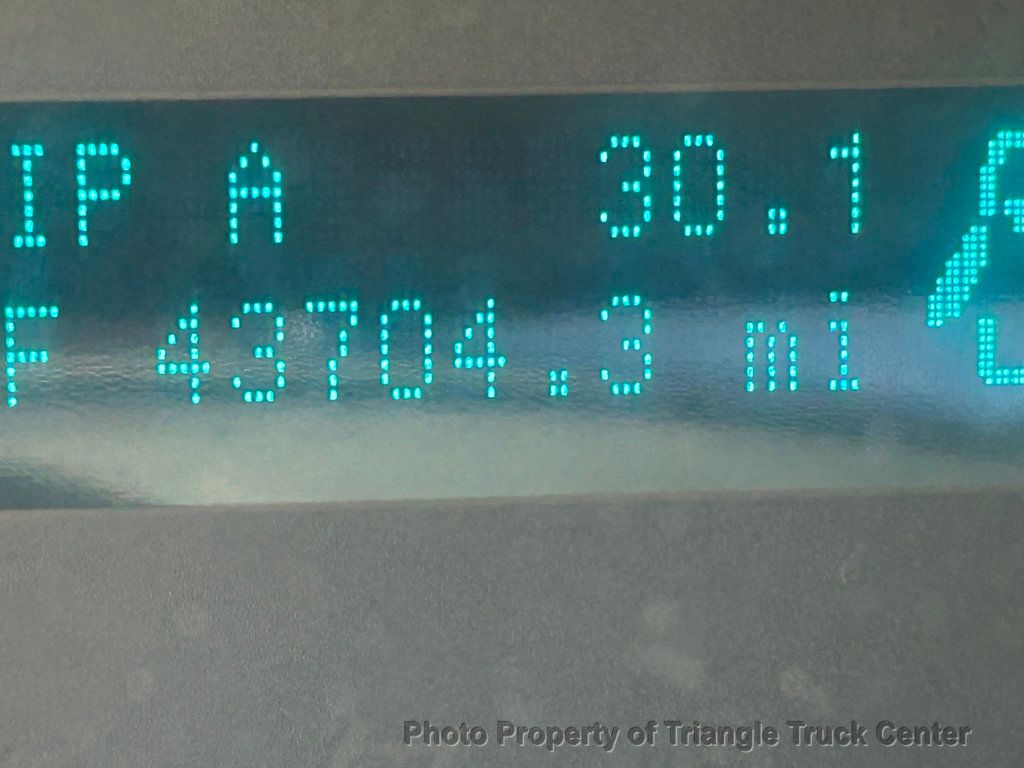 IP A 30.1
F 43704.3 mi
Photo Property of Triangle Truck Center